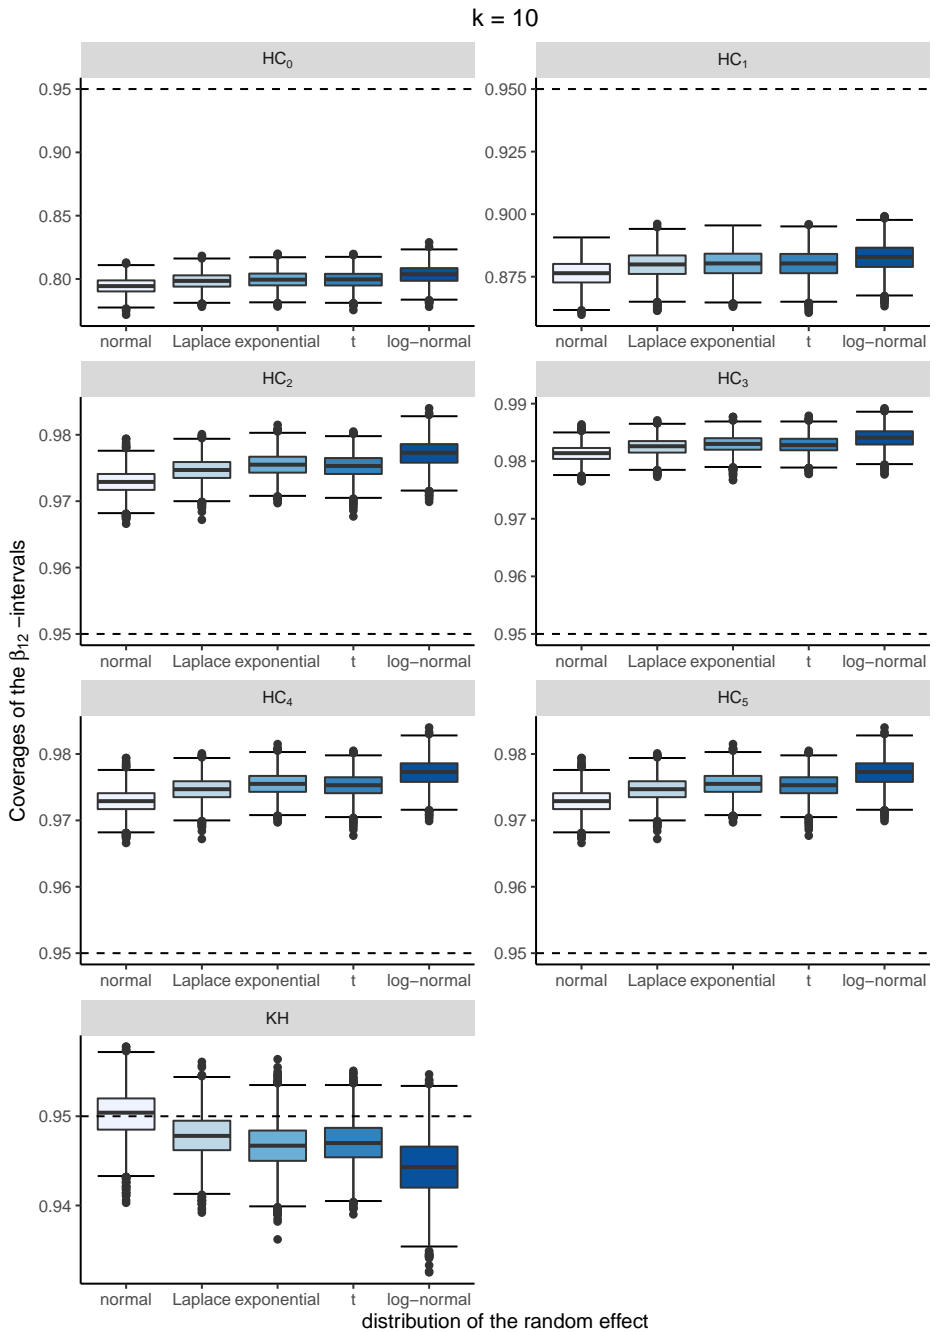 k = 10
HC₀
HC₁
0.95
0.90
0.85
0.80
0.950
0.925
0.900
0.875
normal Laplace exponential t log−normal
normal Laplace exponential t log−normal
HC₂
HC₃
0.98
0.97
0.96
0.95
0.99
0.98
0.97
0.96
0.95
normal Laplace exponential t log−normal
normal Laplace exponential t log−normal
Coverages of the β₁₂ −intervals
HC₄
HC₅
0.98
0.97
0.96
0.95
0.98
0.97
0.96
0.95
normal Laplace exponential t log−normal
normal Laplace exponential t log−normal
KH
0.95
0.94
normal Laplace exponential t log−normal
distribution of the random effect